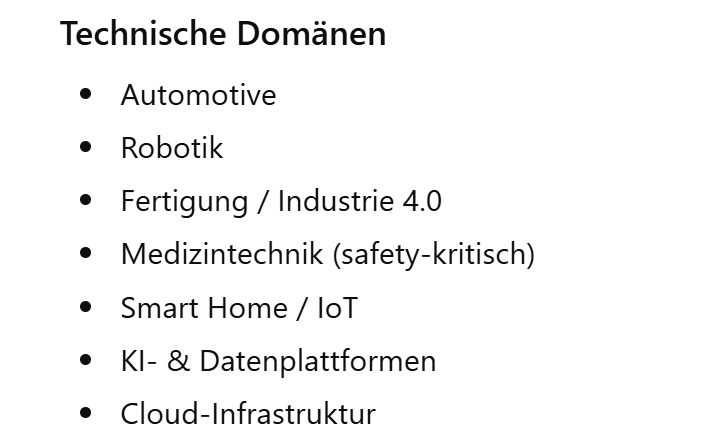 Technische Domänen
• Automotive
• Robotik
• Fertigung / Industrie 4.0
• Medizintechnik (safety-kritisch)
• Smart Home / IoT
• KI- & Datenplattformen
• Cloud-Infrastruktur